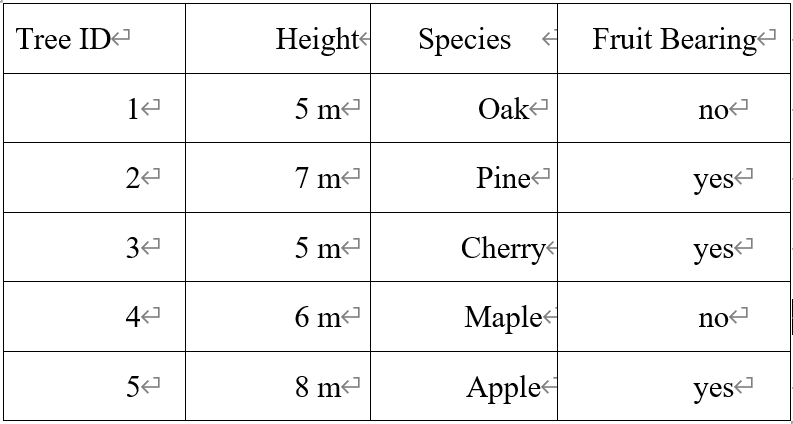 Tree ID Height Species Fruit Bearing
1 5 m Oak no
2 7 m Pine yes
3 5 m Cherry yes
4 6 m Maple no
5 8 m Apple yes